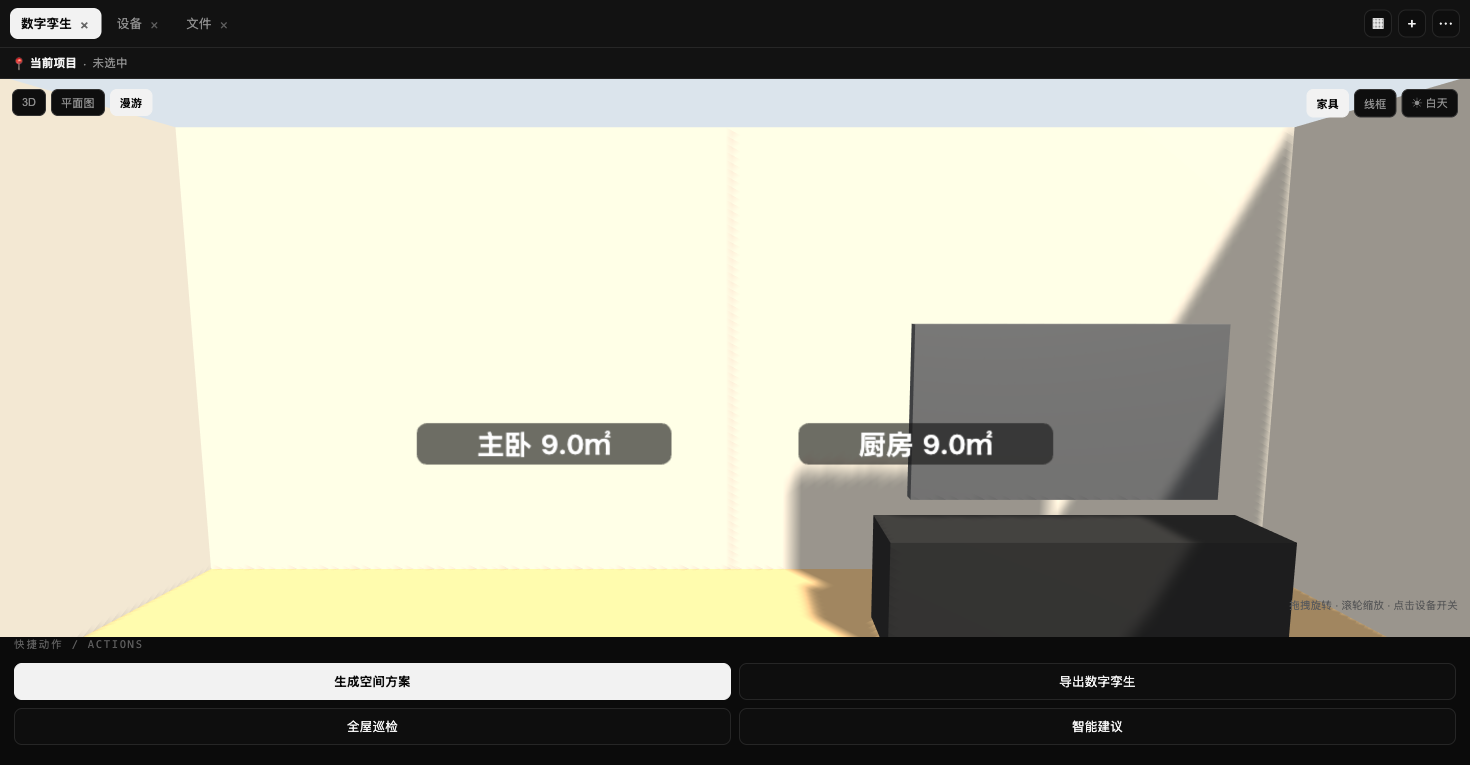 数字孪生 ×
设备 ×
文件 ×
▦
+
⋯
📍 当前项目 · 未选中
3D
平面图
漫游
家具
线框
☀ 白天
主卧 9.0㎡
厨房 9.0㎡
拖拽旋转 · 滚轮缩放 · 点击设备开关
快捷动作 / ACTIONS
生成空间方案
导出数字孪生
全屋巡检
智能建议